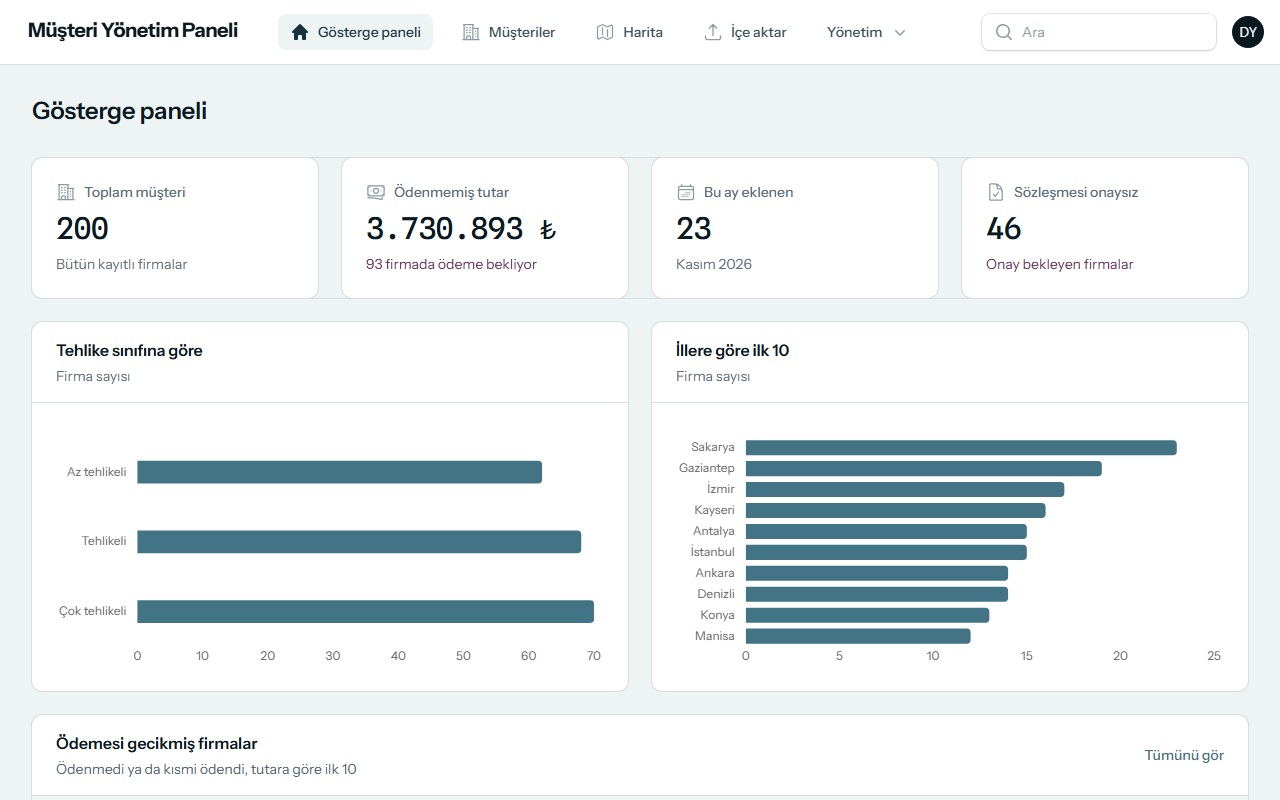 Müşteri Yönetim Paneli
Gösterge paneli
Müşteriler
Harita
İçe aktar
Yönetim
Ara
DY
Gösterge paneli
Toplam müşteri
200
Bütün kayıtlı firmalar
Ödenmemiş tutar
3.730.893 ₺
93 firmada ödeme bekliyor
Bu ay eklenen
23
Kasım 2026
Sözleşmesi onaysız
46
Onay bekleyen firmalar
Tehlike sınıfına göre
Firma sayısı
Az tehlikeli
Tehlikeli
Çok tehlikeli
0 10 20 30 40 50 60 70
İllere göre ilk 10
Firma sayısı
Sakarya
Gaziantep
İzmir
Kayseri
Antalya
İstanbul
Ankara
Denizli
Konya
Manisa
0 5 10 15 20 25
Ödemesi gecikmiş firmalar
Ödenmedi ya da kısmi ödendi, tutara göre ilk 10
Tümünü gör